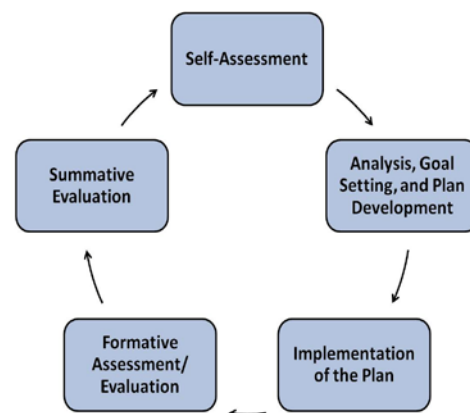 Self-Assessment
Analysis, Goal
Setting, and Plan
Development
Implementation
of the Plan
Formative
Assessment/
Evaluation
Summative
Evaluation